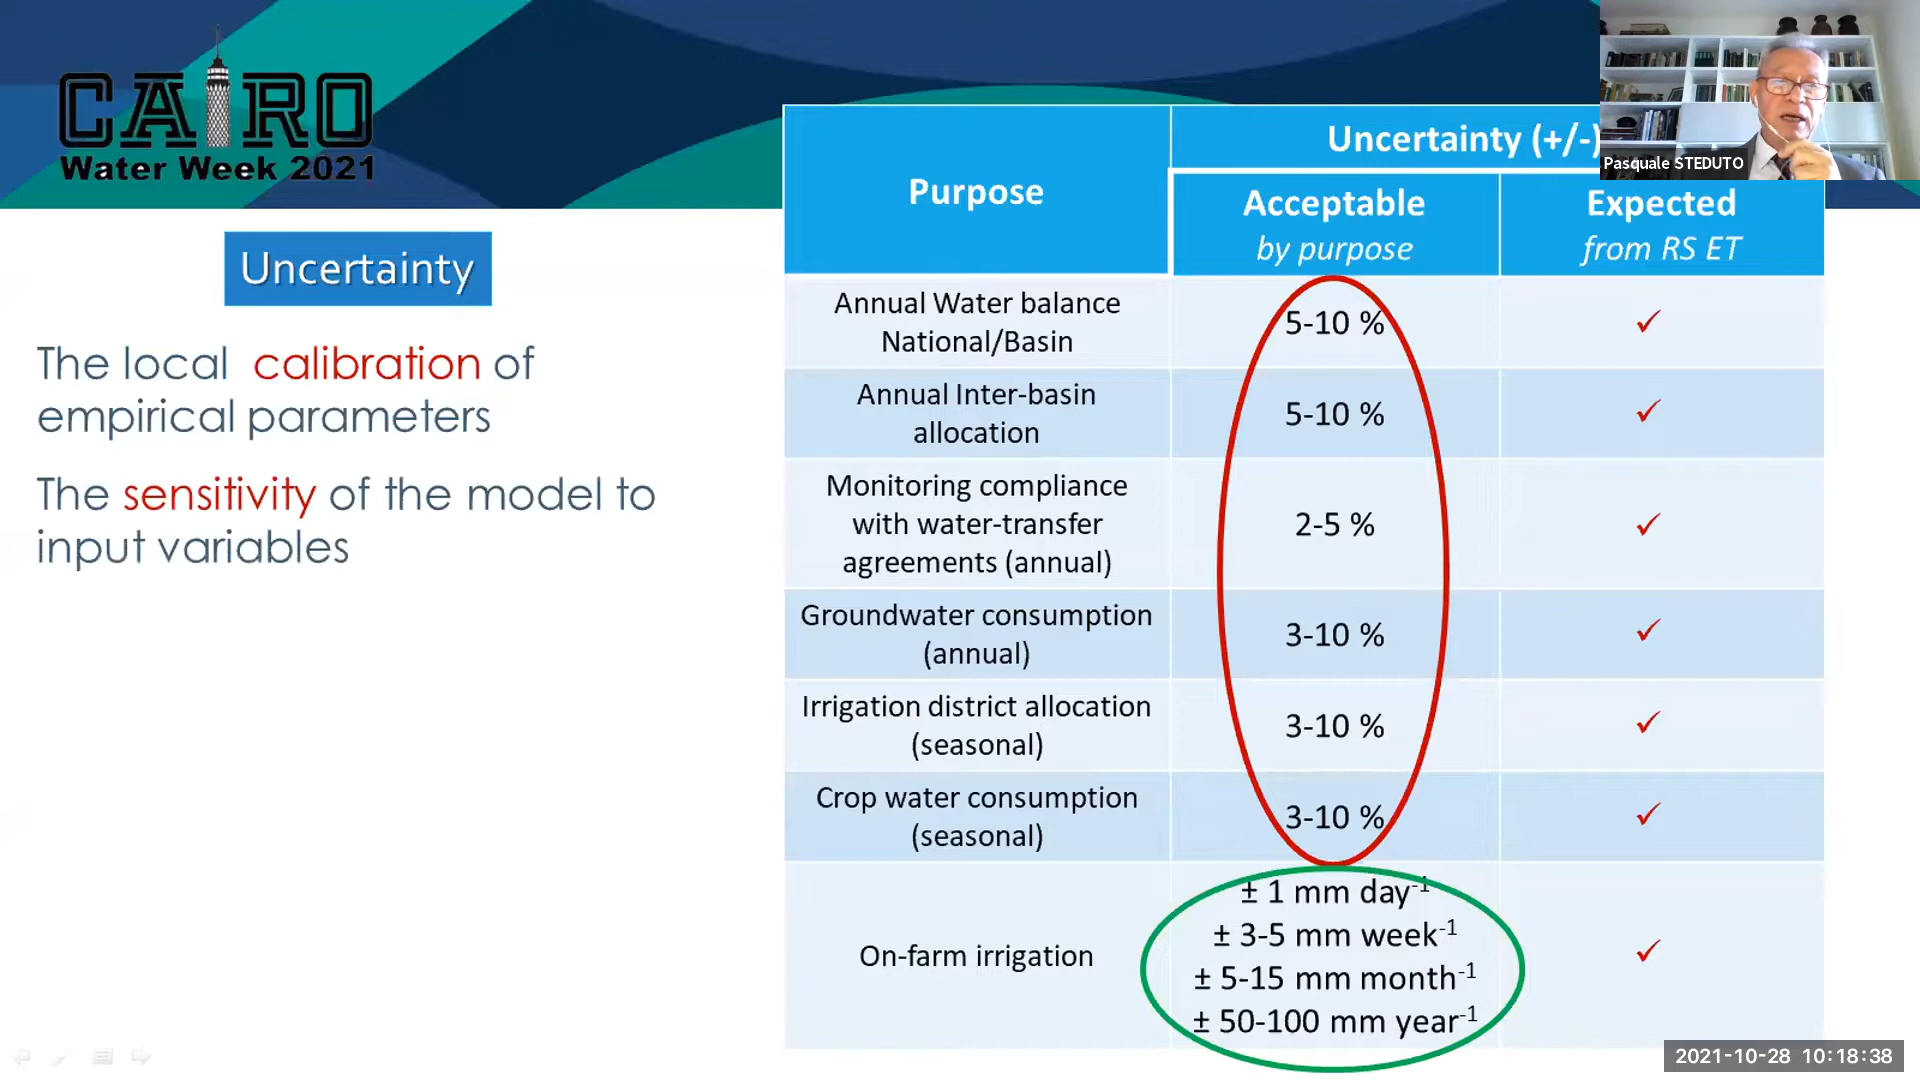 CAIRO
Water Week 2021
Uncertainty
The local calibration of
empirical parameters
The sensitivity of the model to
input variables
Purpose
Uncertainty (+/-)
Acceptable
by purpose
Expected
from RS ET
Annual Water balance
National/Basin
5-10 %
✓
Annual Inter-basin
allocation
5-10 %
✓
Monitoring compliance
with water-transfer
agreements (annual)
2-5 %
✓
Groundwater consumption
(annual)
3-10 %
✓
Irrigation district allocation
(seasonal)
3-10 %
✓
Crop water consumption
(seasonal)
3-10 %
✓
On-farm irrigation
± 1 mm day-1
± 3-5 mm week-1
± 5-15 mm month-1
± 50-100 mm year-1
✓
Pasquale STEDUTO
2021-10-28 10:18:38